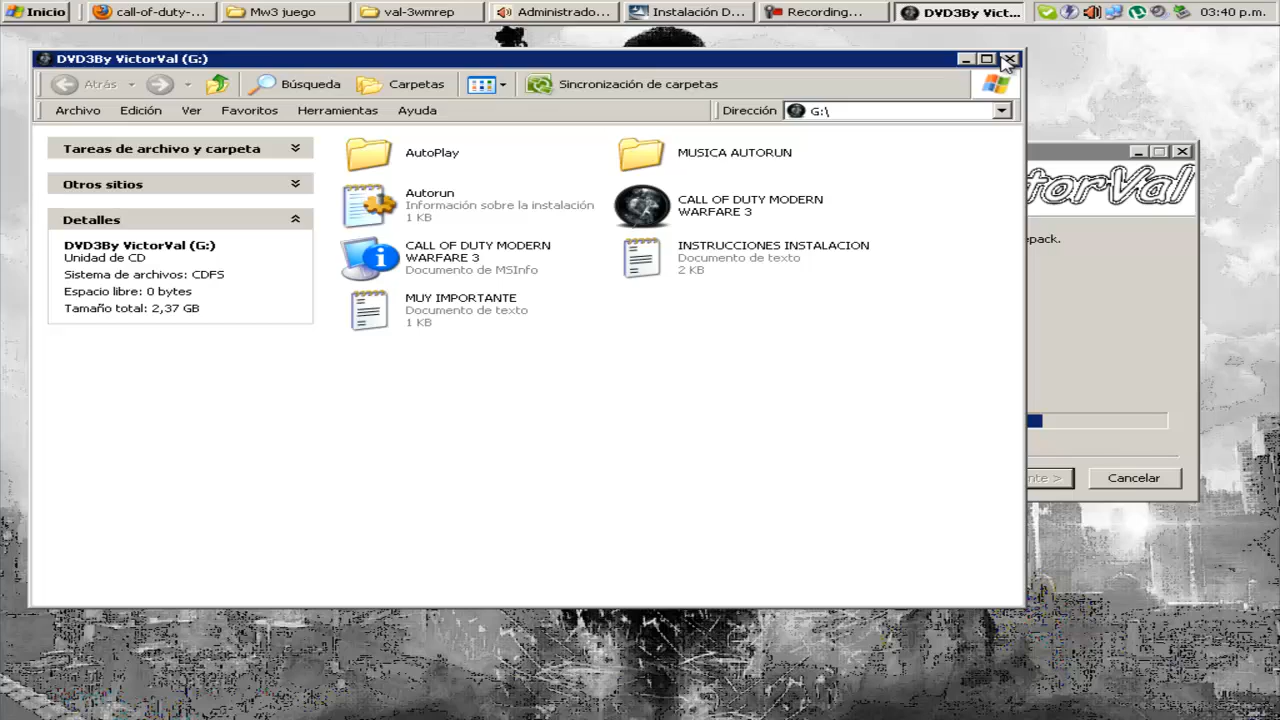 Inicio
call-of-duty-...
Mw3 juego
val-3wmrep
Administrado...
Instalación D...
Recording...
DVD3By Vict...
03:40 p.m.
DVD3By VictorVal (G:)
Atrás
Búsqueda
Carpetas
Sincronización de carpetas
Archivo
Edición
Ver
Favoritos
Herramientas
Ayuda
Dirección
G:\
Tareas de archivo y carpeta
Otros sitios
Detalles
DVD3By VictorVal (G:)
Unidad de CD
Sistema de archivos: CDFS
Espacio libre: 0 bytes
Tamaño total: 2,37 GB
AutoPlay
MUSICA AUTORUN
Autorun
Información sobre la instalación
1 KB
CALL OF DUTY MODERN
WARFARE 3
CALL OF DUTY MODERN
WARFARE 3
Documento de MSInfo
INSTRUCCIONES INSTALACION
Documento de texto
2 KB
MUY IMPORTANTE
Documento de texto
1 KB
torVal
epack.
nte >
Cancelar